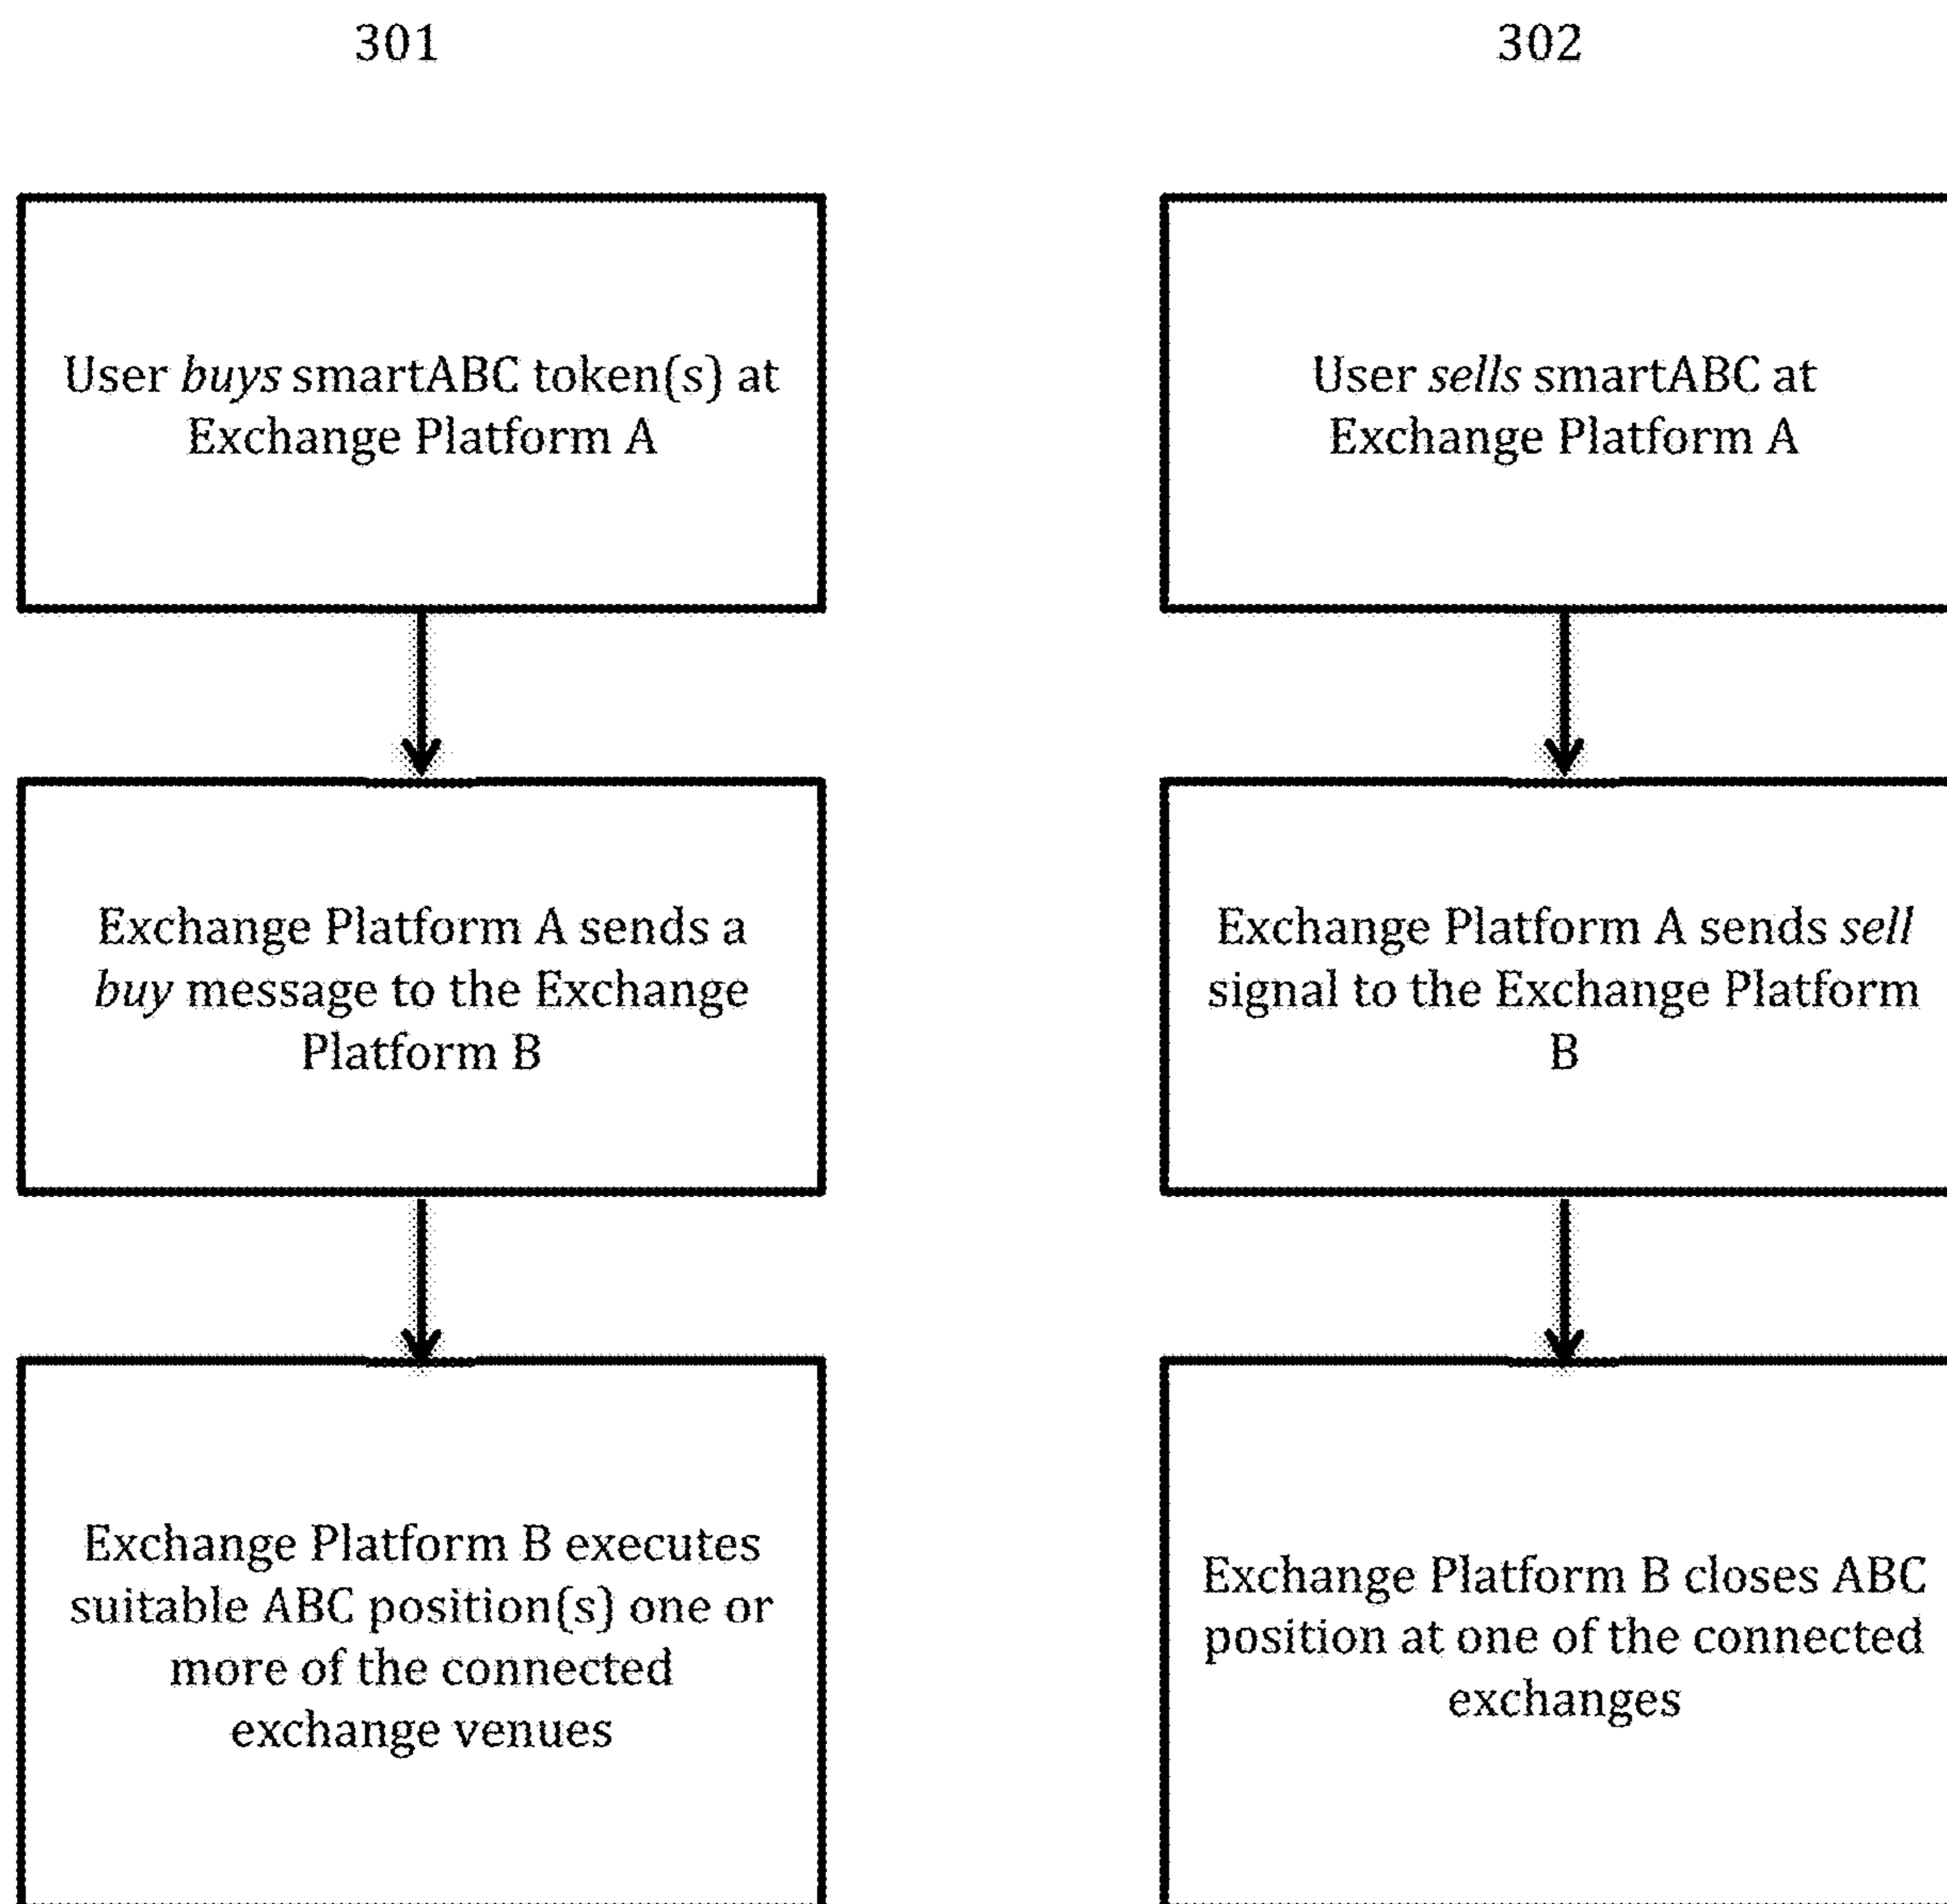 301
User buys smartABC token(s) at
Exchange Platform A
Exchange Platform A sends a
buy message to the Exchange
Platform B
Exchange Platform B executes
suitable ABC position(s) one or
more of the connected
exchange venues
302
User sells smartABC at
Exchange Platform A
Exchange Platform A sends sell
signal to the Exchange Platform
B
Exchange Platform B closes ABC
position at one of the connected
exchanges